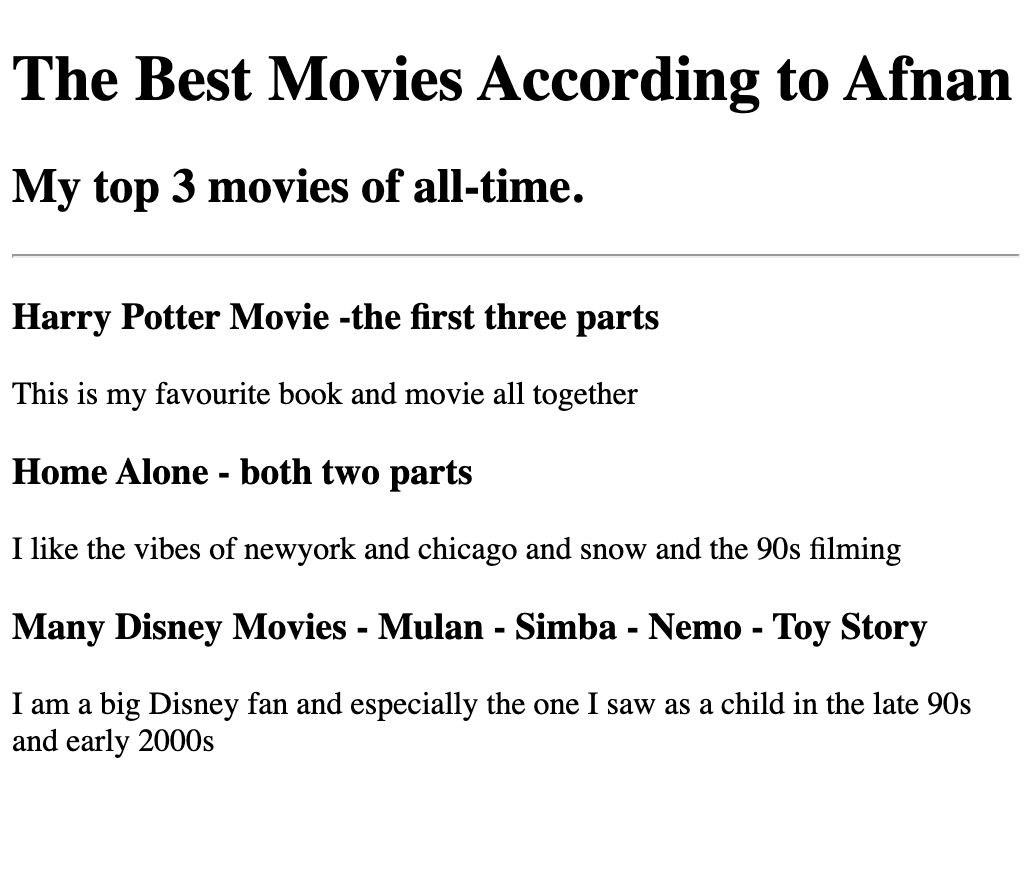 The Best Movies According to Afnan
My top 3 movies of all-time.
Harry Potter Movie -the first three parts
This is my favourite book and movie all together
Home Alone - both two parts
I like the vibes of newyork and chicago and snow and the 90s filming
Many Disney Movies - Mulan - Simba - Nemo - Toy Story
I am a big Disney fan and especially the one I saw as a child in the late 90s
and early 2000s